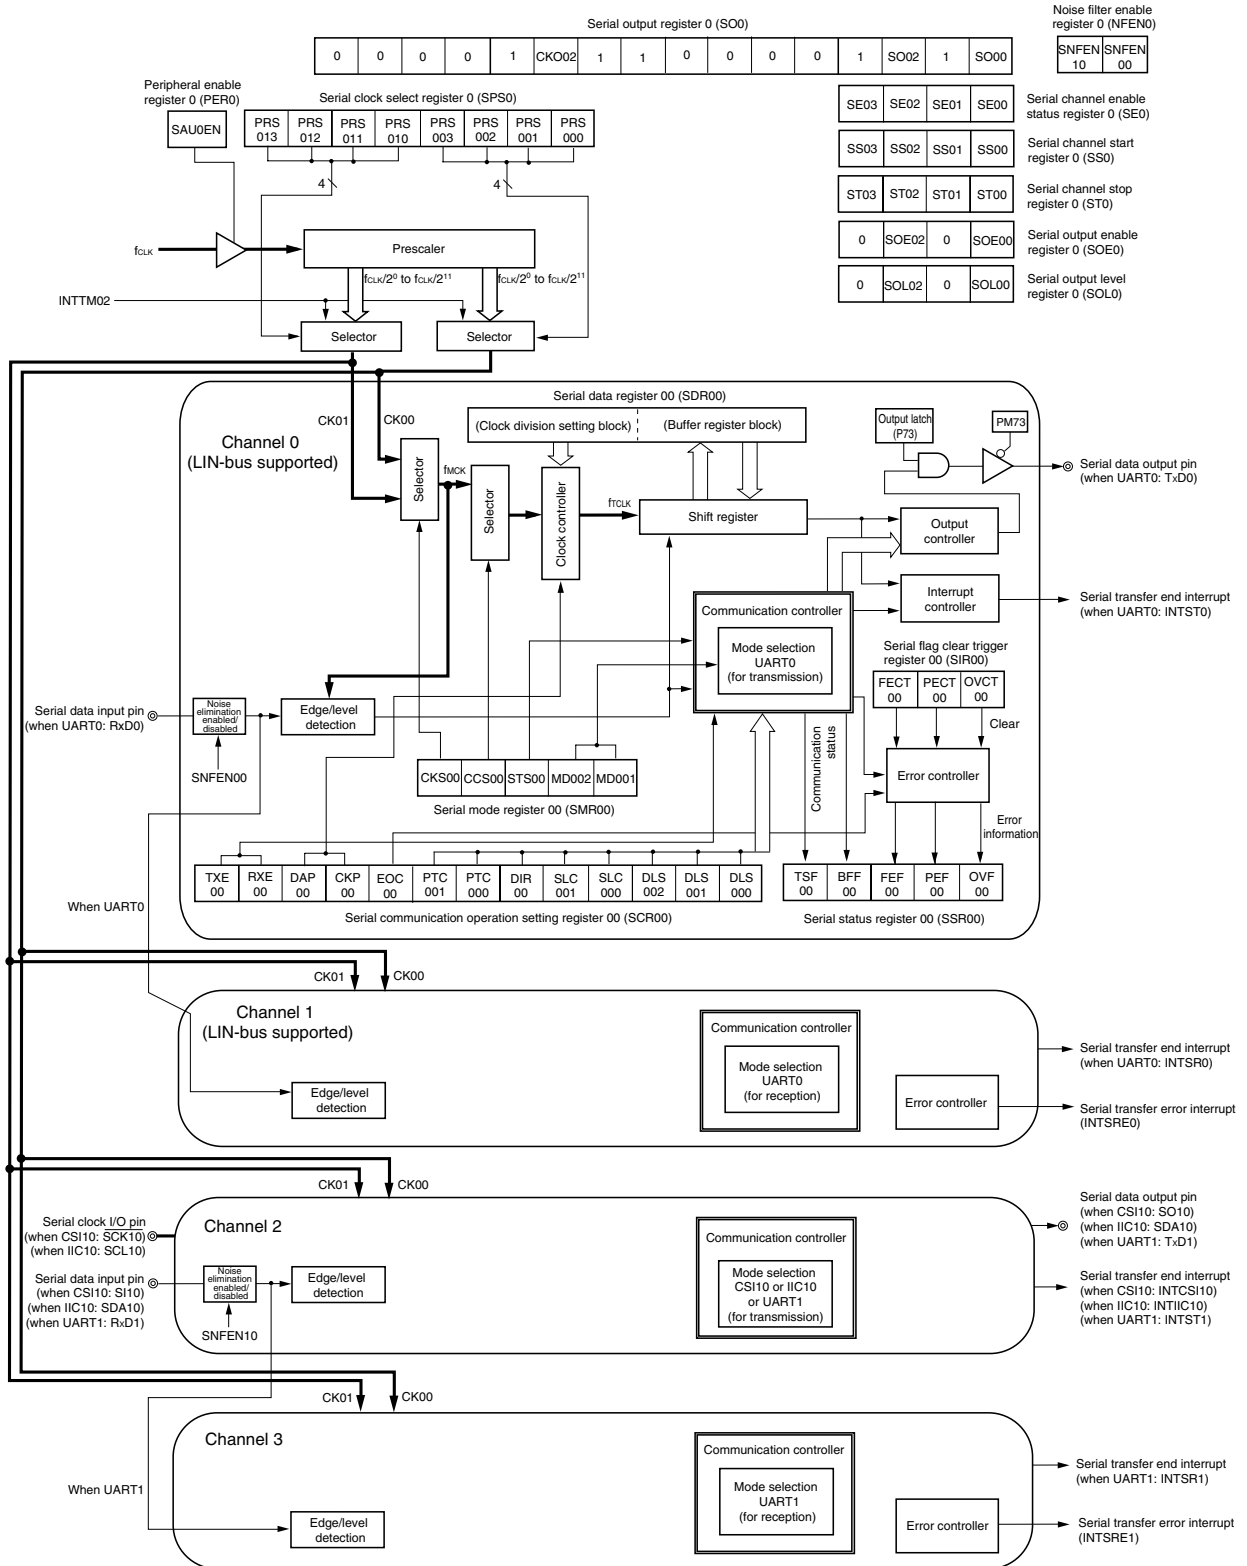 Serial output register 0 (SO0)
0 0 0 0 1 CKO02 1 1 0 0 0 0 1 SO02 1 SO00
Noise filter enable
register 0 (NFEN0)
SNFEN
10
SNFEN
00
Peripheral enable
register 0 (PER0)
SAU0EN
Serial clock select register 0 (SPS0)
PRS
013
PRS
012
PRS
011
PRS
010
PRS
003
PRS
002
PRS
001
PRS
000
4
4
SE03 SE02 SE01 SE00
Serial channel enable
status register 0 (SE0)
SS03 SS02 SS01 SS00
Serial channel start
register 0 (SS0)
ST03 ST02 ST01 ST00
Serial channel stop
register 0 (ST0)
0 SOE02 0 SOE00
Serial output enable
register 0 (SOE0)
0 SOL02 0 SOL00
Serial output level
register 0 (SOL0)
fCLK
Prescaler
fCLK/2⁰ to fCLK/2¹¹
fCLK/2⁰ to fCLK/2¹¹
INTTM02
Selector
Selector
CK01
CK00
Channel 0
(LIN-bus supported)
Serial data register 00 (SDR00)
(Clock division setting block)
(Buffer register block)
Selector
fMCK
Selector
Clock controller
fTCLK
Shift register
Output latch
(P73)
PM73
Serial data output pin
(when UART0: TxD0)
Output
controller
Interrupt
controller
Serial transfer end interrupt
(when UART0: INTST0)
Communication controller
Mode selection
UART0
(for transmission)
Serial flag clear trigger
register 00 (SIR00)
FECT
00
PECT
00
OVCT
00
Clear
Serial data input pin
(when UART0: RxD0)
Noise
elimination
enabled/
disabled
SNFEN00
Edge/level
detection
Communication
status
Error controller
Error
information
CKS00 CCS00 STS00 MD002 MD001
Serial mode register 00 (SMR00)
TXE
00
RXE
00
DAP
00
CKP
00
EOC
00
PTC
001
PTC
000
DIR
00
SLC
001
SLC
000
DLS
002
DLS
001
DLS
000
Serial communication operation setting register 00 (SCR00)
TSF
00
BFF
00
FEF
00
PEF
00
OVF
00
Serial status register 00 (SSR00)
When UART0
CK01
CK00
Channel 1
(LIN-bus supported)
Communication controller
Mode selection
UART0
(for reception)
Edge/level
detection
Error controller
Serial transfer end interrupt
(when UART0: INTSR0)
Serial transfer error interrupt
(INTSRE0)
CK01
CK00
Serial clock I/O pin
(when CSI10: SCK10)
(when IIC10: SCL10)
Channel 2
Serial data input pin
(when CSI10: SI10)
(when IIC10: SDA10)
(when UART1: RxD1)
Noise
elimination
enabled/
disabled
SNFEN10
Edge/level
detection
Communication controller
Mode selection
CSI10 or IIC10
or UART1
(for transmission)
Serial data output pin
(when CSI10: SO10)
(when IIC10: SDA10)
(when UART1: TxD1)
Serial transfer end interrupt
(when CSI10: INTCSI10)
(when IIC10: INTIIC10)
(when UART1: INTST1)
CK01
CK00
Channel 3
When UART1
Edge/level
detection
Communication controller
Mode selection
UART1
(for reception)
Error controller
Serial transfer end interrupt
(when UART1: INTSR1)
Serial transfer error interrupt
(INTSRE1)